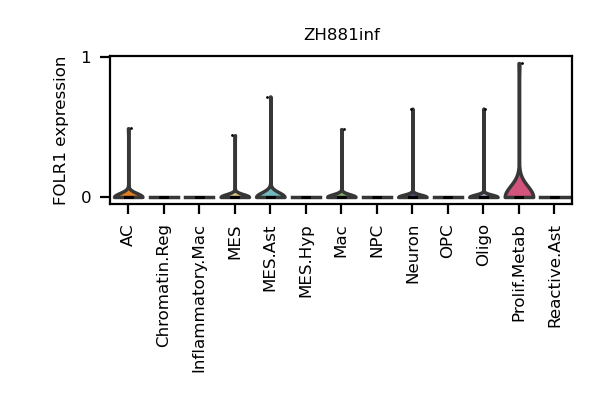 ZH881inf
FOLR1 expression
1
0
AC
Chromatin.Reg
Inflammatory.Mac
MES
MES.Ast
MES.Hyp
Mac
NPC
Neuron
OPC
Oligo
Prolif.Metab
Reactive.Ast